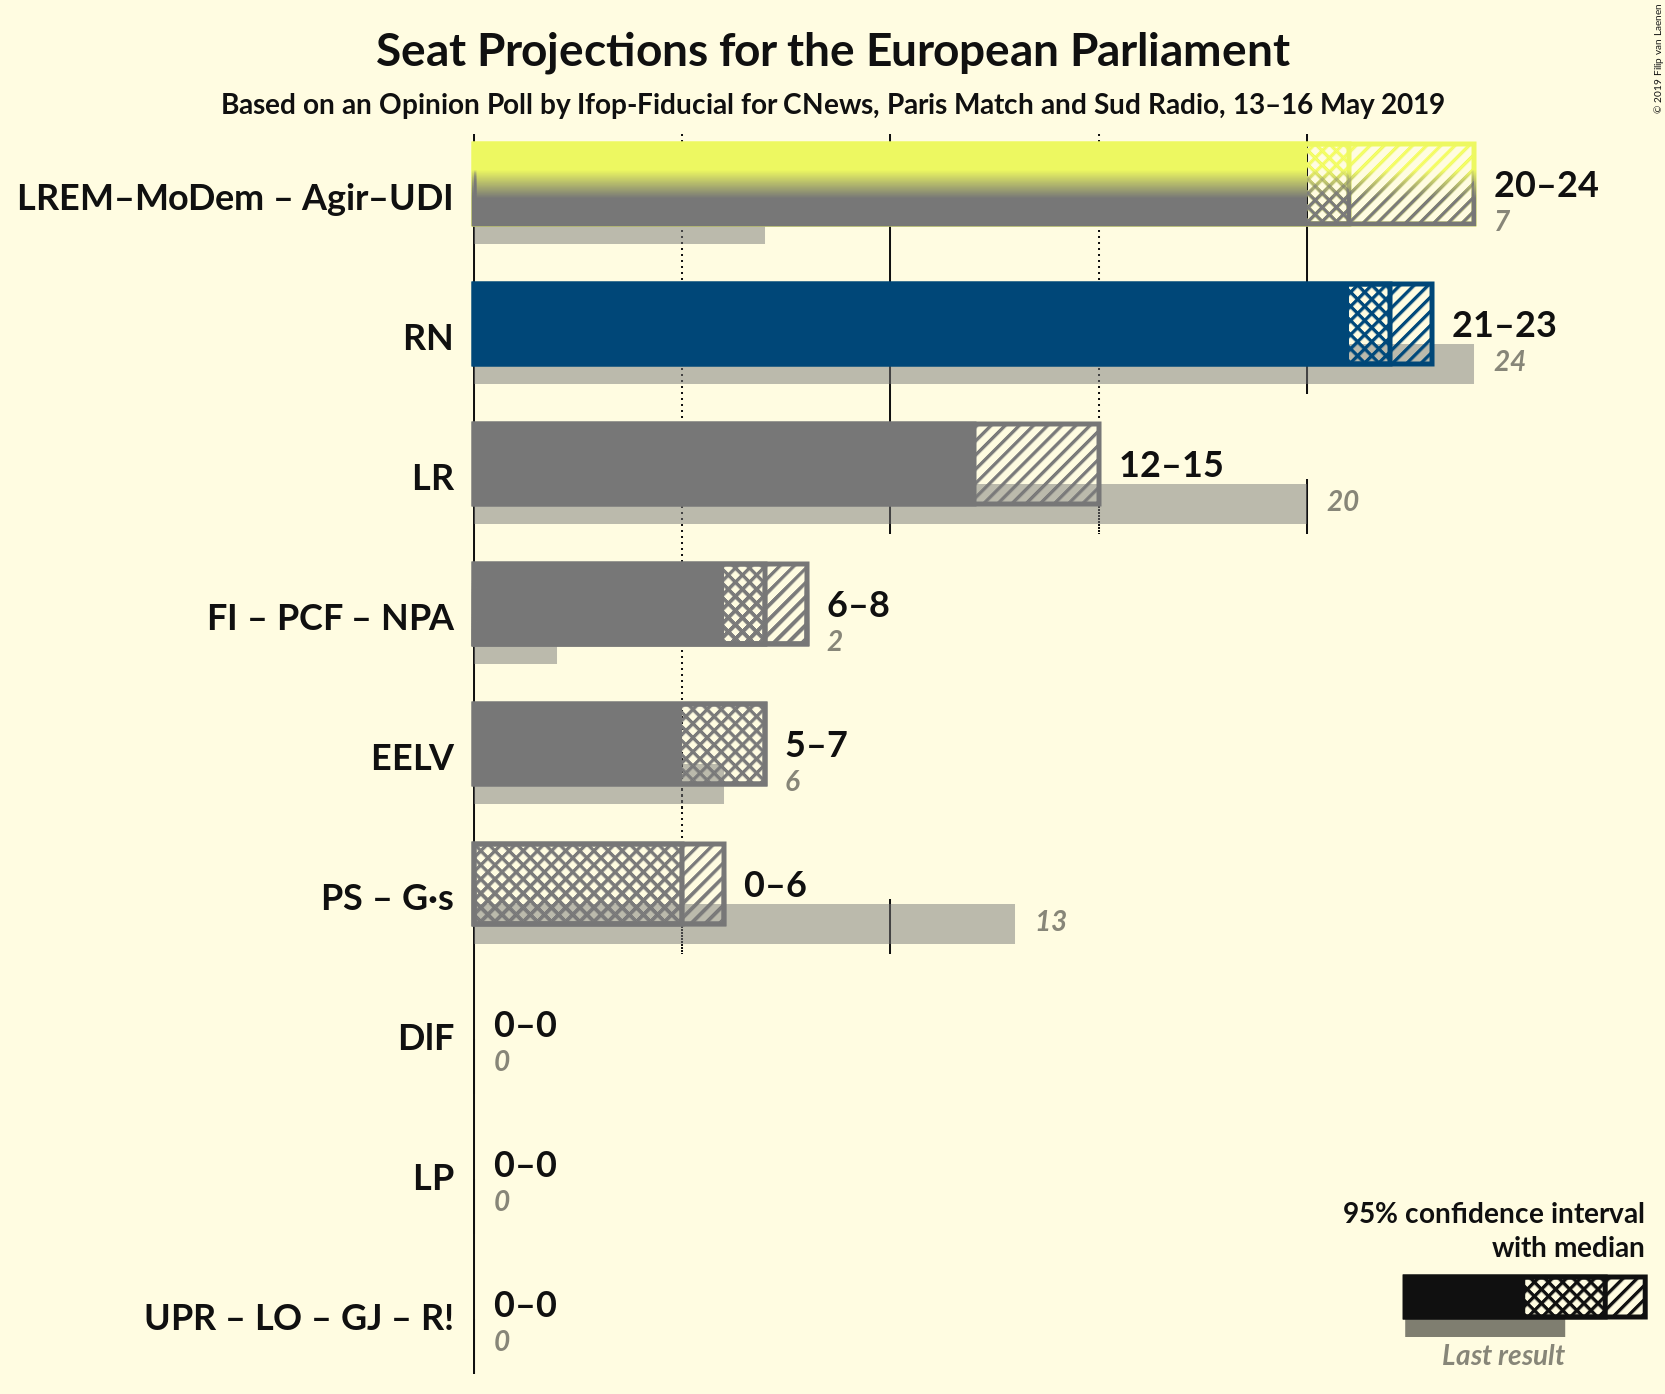 Seat Projections for the European Parliament
Based on an Opinion Poll by Ifop-Fiducial for CNews, Paris Match and Sud Radio, 13–16 May 2019
© 2019 Filip van Laenen
LREM–MoDem – Agir–UDI
20–24
7
RN
21–23
24
LR
12–15
20
FI – PCF – NPA
6–8
2
EELV
5–7
6
PS – G·s
0–6
13
DlF
0–0
0
LP
0–0
0
UPR – LO – GJ – R!
0–0
0
95% confidence interval
with median
Last result